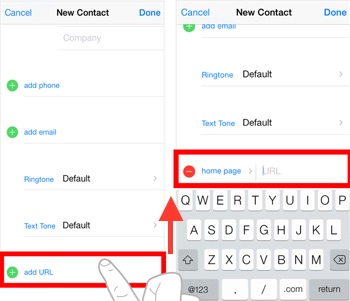 Cancel New Contact Done
Company
add phone
add email
Ringtone Default
Text Tone Default
add URL
Cancel New Contact Done
add email
Ringtone Default
Text Tone Default
home page URL
Q W E R T Y U I O P
A S D F G H J K L
Z X C V B N M
@123 . / .com return